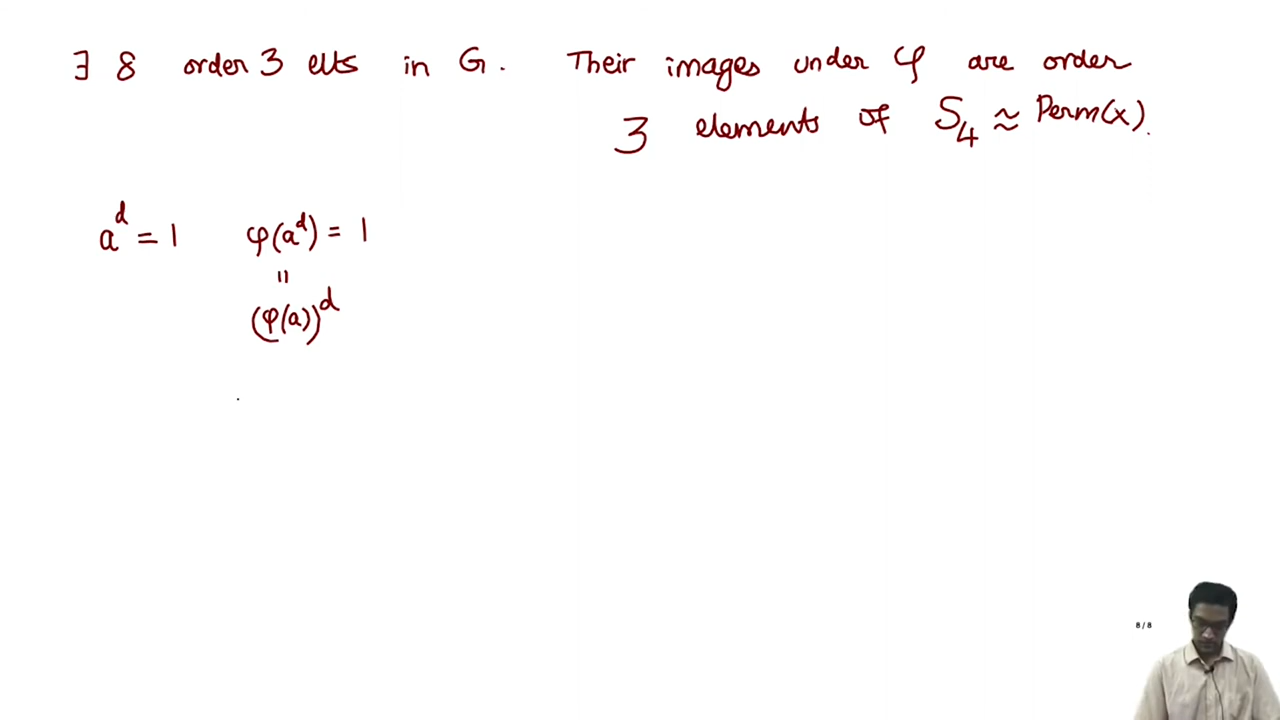 ∃ 8 order 3 elts in G. Their images under φ are order
3 elements of S₄ ≈ Perm(x).
a^d = 1 φ(a^d) = 1
=
(φ(a))^d
8 / 8